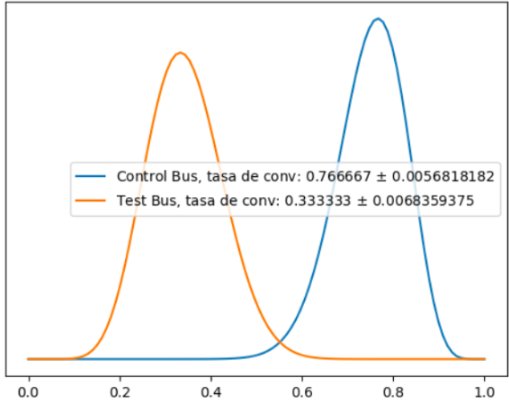 Control Bus, tasa de conv: 0.766667 ± 0.0056818182
Test Bus, tasa de conv: 0.333333 ± 0.0068359375
0.0 0.2 0.4 0.6 0.8 1.0